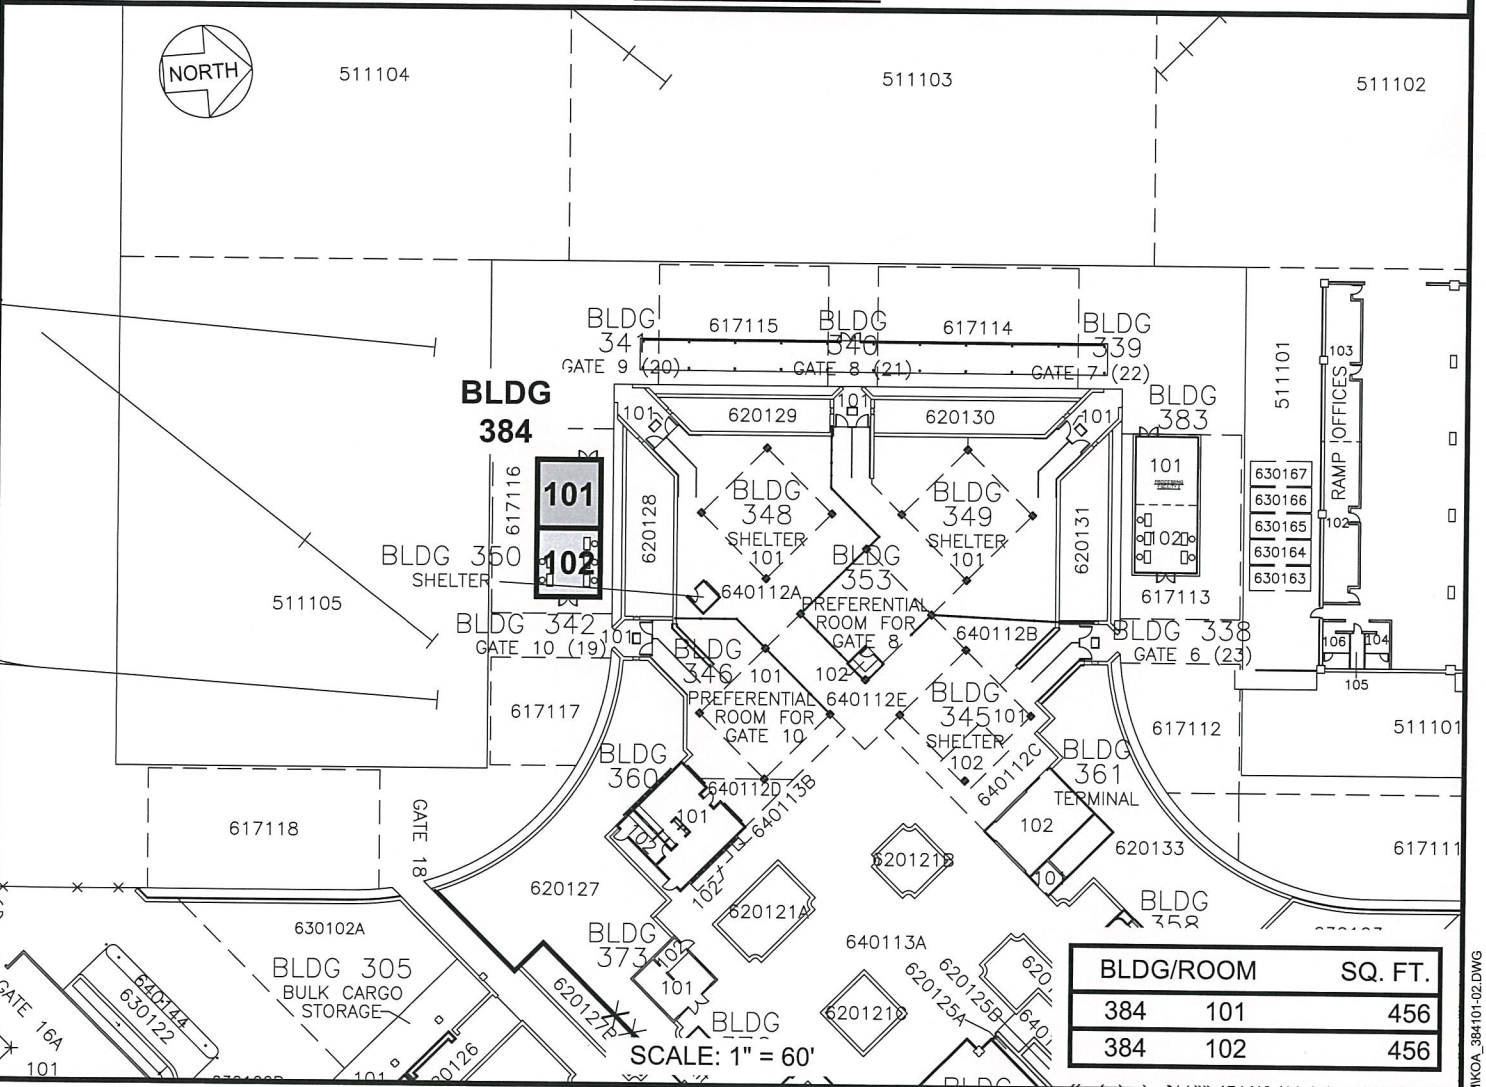 NORTH
511104
511103
511102
BLDG
341
GATE 9 (20)
617115
BLDG
340
GATE 8 (21)
617114
BLDG
339
GATE 7 (22)
511101
103
RAMP OFFICES
102
BLDG
384
101
102
617116
101
620129
101
620130
101
BLDG
383
101
102
617113
630167
630166
630165
630164
630163
620128
BLDG
348
SHELTER
101
BLDG
349
SHELTER
101
620131
BLDG 350
SHELTER
640112A
BLDG
353
PREFERENTIAL
ROOM FOR
GATE 8
102
511105
BLDG 342
GATE 10 (19)
101
640112B
BLDG 338
GATE 6 (23)
106
104
105
BLDG
346
101
PREFERENTIAL
ROOM FOR
GATE 10
640112E
BLDG
345
101
SHELTER
102
617117
617112
511101
BLDG
360
101
102
102
640112D
640113B
640112C
BLDG
361
TERMINAL
102
101
617118
GATE 18
620133
617111
620127
620121B
620121A
630102A
BLDG 305
BULK CARGO
STORAGE
BLDG
373
102
101
640113A
BLDG
358
640144
630122
GATE 16A
101
101
620121C
620125A
620125B
BLDG
SCALE: 1" = 60'
BLDG/ROOM SQ. FT.
384 101 456
384 102 456
KOA_384101-02.DWG